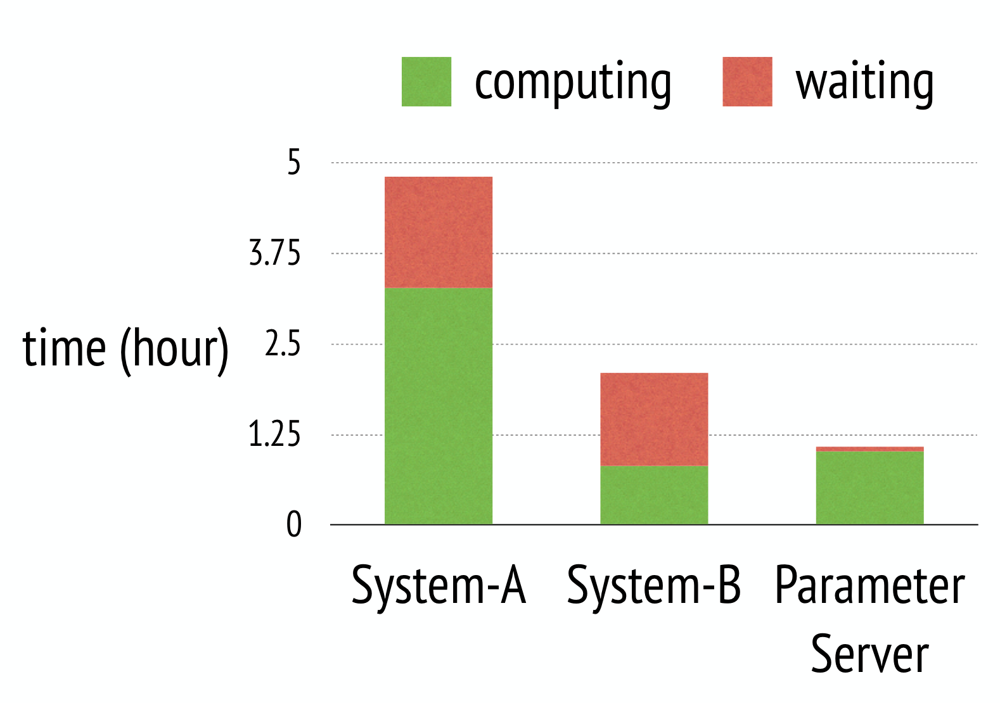 computing waiting
5
3.75
time (hour) 2.5
1.25
0
System-A System-B Parameter
Server